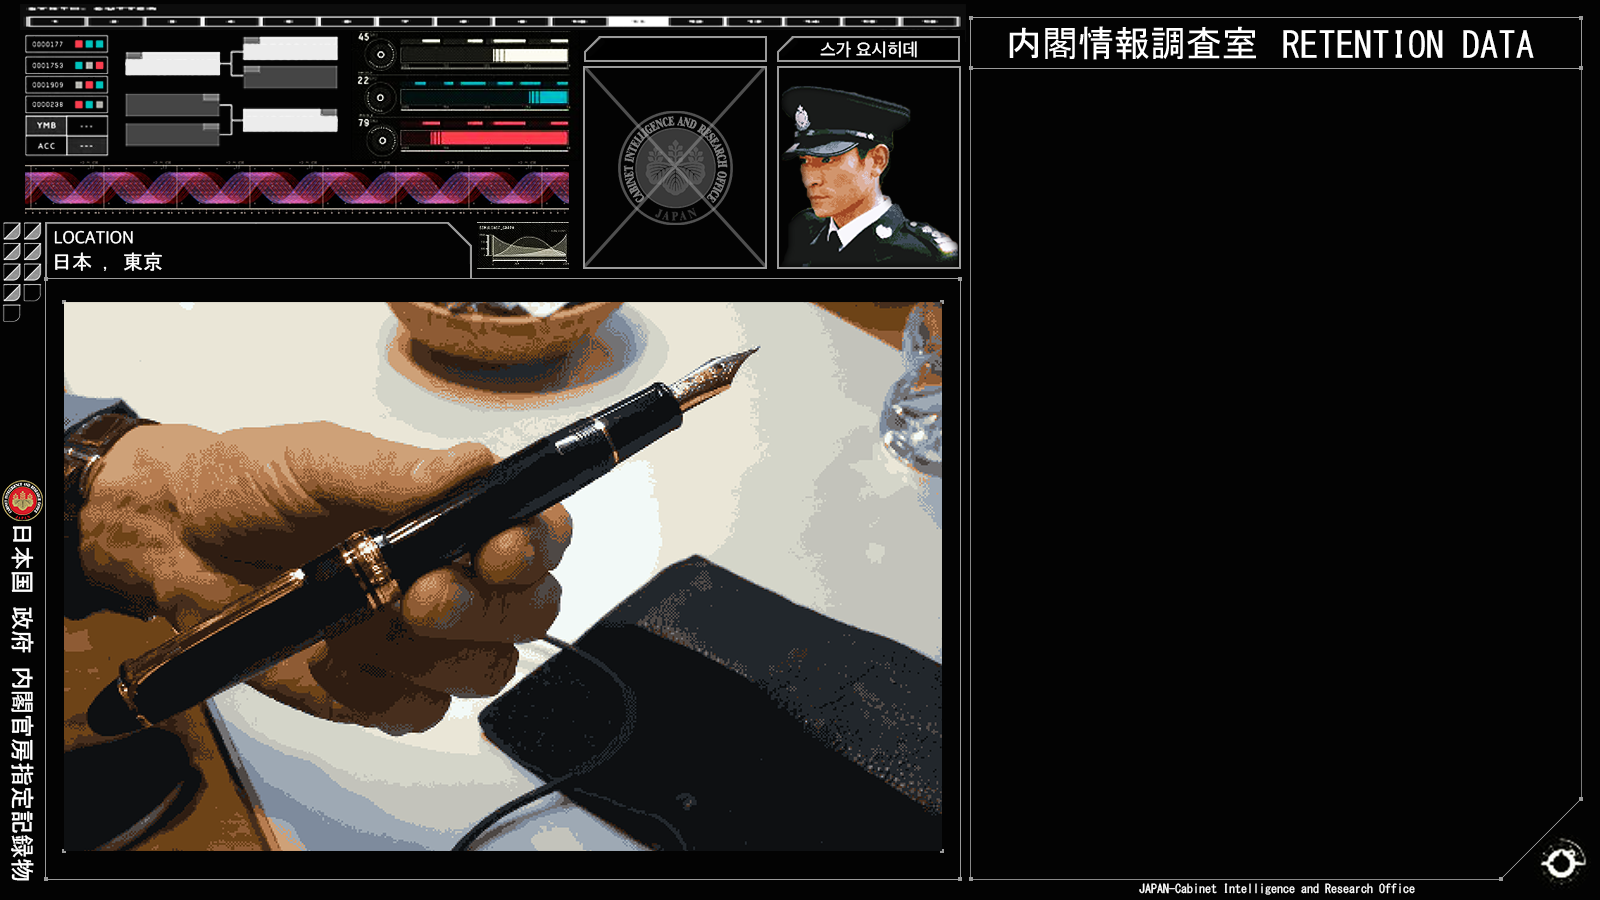 0000177
0001753
0001909
0000238
YMB ---
ACC ---
45
22
79
스가 요시히데
CABINET INTELLIGENCE AND RESEARCH OFFICE
JAPAN
内閣情報調査室 RETENTION DATA
LOCATION
日本 , 東京
日本国 政府 内閣官房指定記録物
JAPAN-Cabinet Intelligence and Research Office